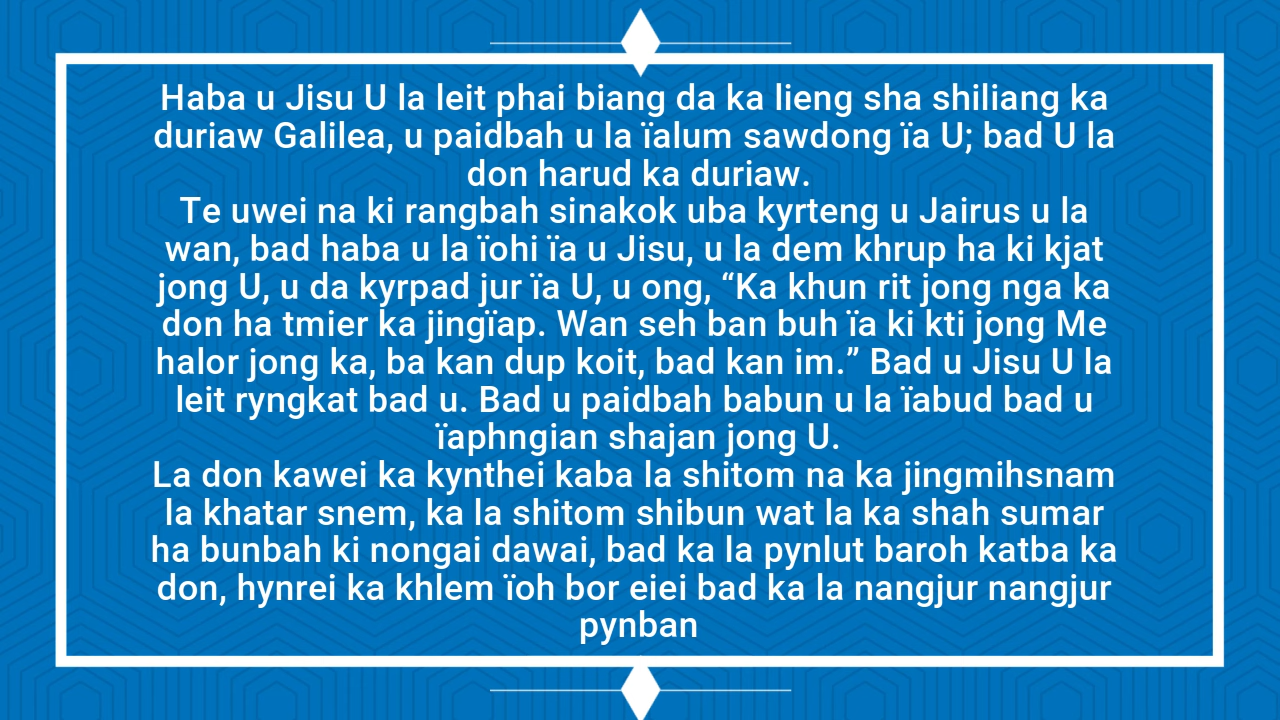 Haba u Jisu U la leit phai biang da ka lieng sha shiliang ka
duriaw Galilea, u paidbah u la ïalum sawdong ïa U; bad U la
don harud ka duriaw.
Te uwei na ki rangbah sinakok uba kyrteng u Jairus u la
wan, bad haba u la ïohi ïa u Jisu, u la dem khrup ha ki kjat
jong U, u da kyrpad jur ïa U, u ong, “Ka khun rit jong nga ka
don ha tmier ka jingïap. Wan seh ban buh ïa ki kti jong Me
halor jong ka, ba kan dup koit, bad kan im.” Bad u Jisu U la
leit ryngkat bad u. Bad u paidbah babun u la ïabud bad u
ïaphngian shajan jong U.
La don kawei ka kynthei kaba la shitom na ka jingmihsnam
la khatar snem, ka la shitom shibun wat la ka shah sumar
ha bunbah ki nongai dawai, bad ka la pynlut baroh katba ka
don, hynrei ka khlem ïoh bor eiei bad ka la nangjur nangjur
pynban